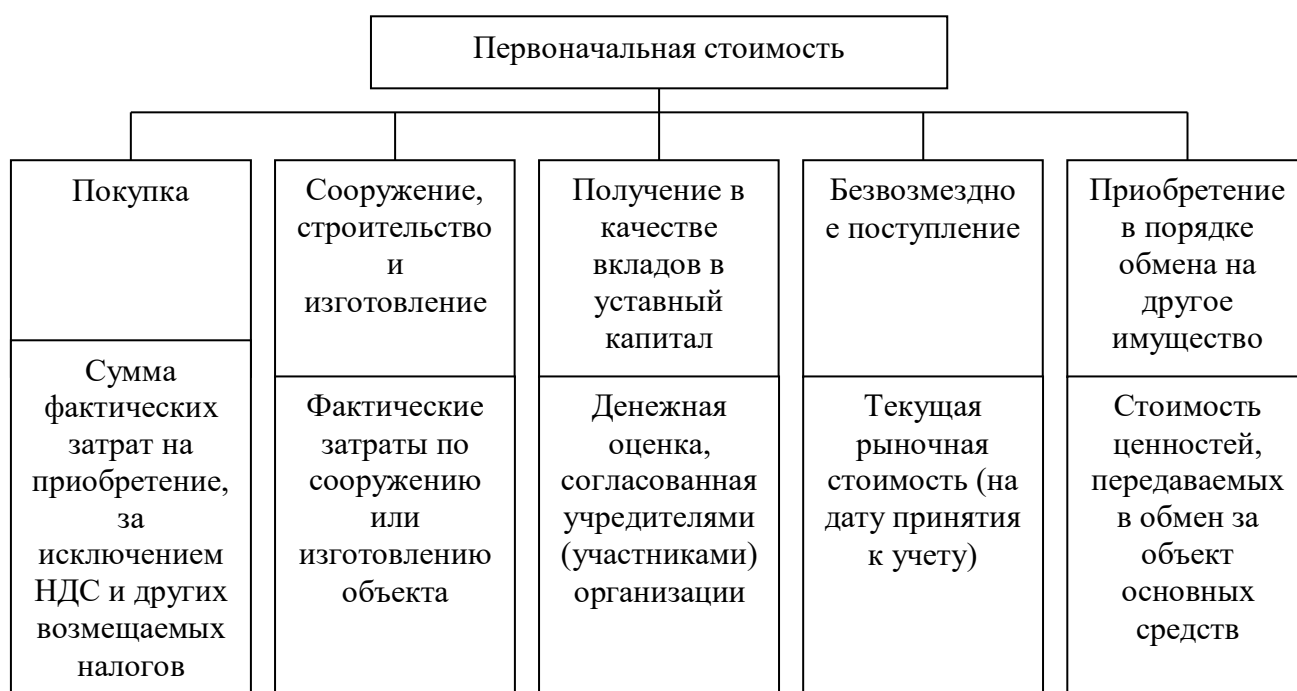 Первоначальная стоимость
Покупка
Сумма
фактических
затрат на
приобретение,
за
исключением
НДС и других
возмещаемых
налогов
Сооружение,
строительство
и
изготовление
Фактические
затраты по
сооружению
или
изготовлению
объекта
Получение в
качестве
вкладов в
уставный
капитал
Денежная
оценка,
согласованная
учредителями
(участниками)
организации
Безвозмездно
е поступление
Текущая
рыночная
стоимость (на
дату принятия
к учету)
Приобретение
в порядке
обмена на
другое
имущество
Стоимость
ценностей,
передаваемых
в обмен за
объект
основных
средств